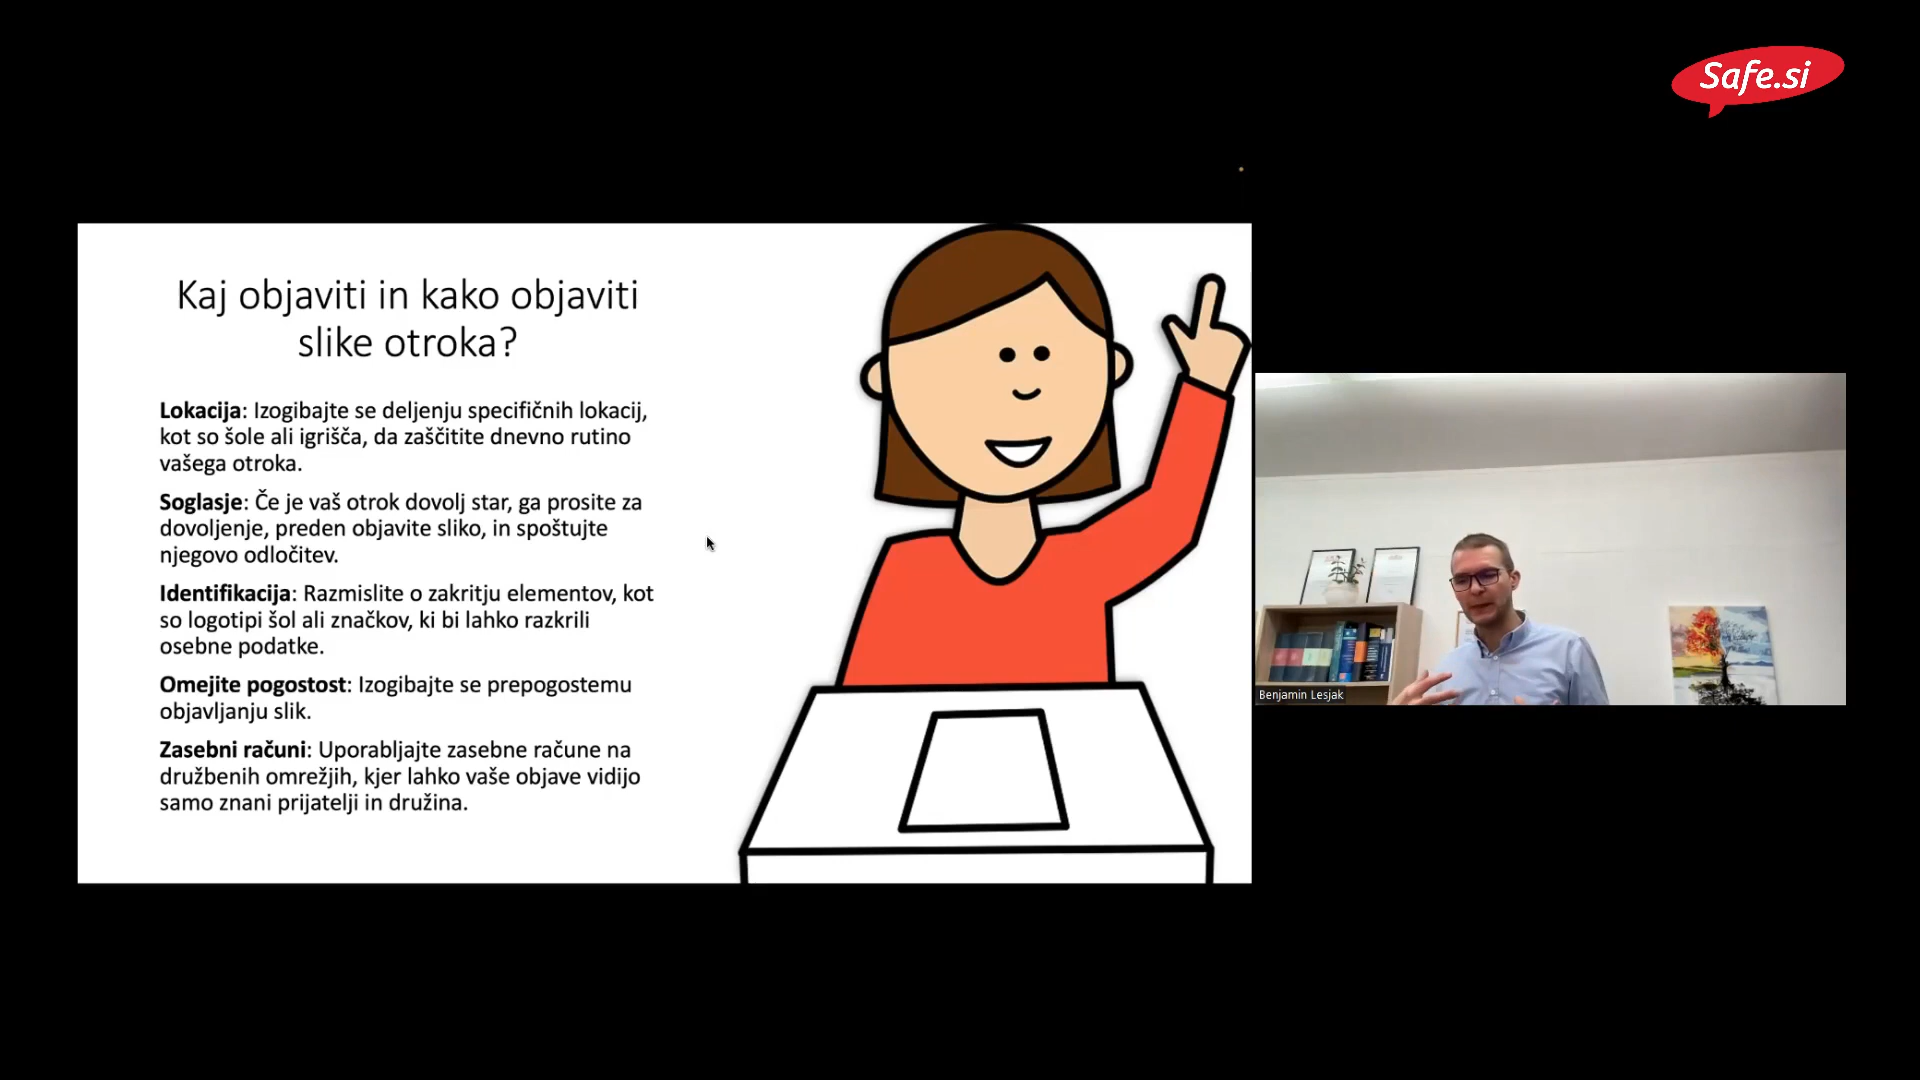 Safe.si
Kaj objaviti in kako objaviti
slike otroka?
Lokacija: Izogibajte se deljenju specifičnih lokacij,
kot so šole ali igrišča, da zaščitite dnevno rutino
vašega otroka.
Soglasje: Če je vaš otrok dovolj star, ga prosite za
dovoljenje, preden objavite sliko, in spoštujte
njegovo odločitev.
Identifikacija: Razmislite o zakritju elementov, kot
so logotipi šol ali značkov, ki bi lahko razkrili
osebne podatke.
Omejite pogostost: Izogibajte se prepogostemu
objavljanju slik.
Zasebni računi: Uporabljajte zasebne račune na
družbenih omrežjih, kjer lahko vaše objave vidijo
samo znani prijatelji in družina.
Benjamin Lesjak